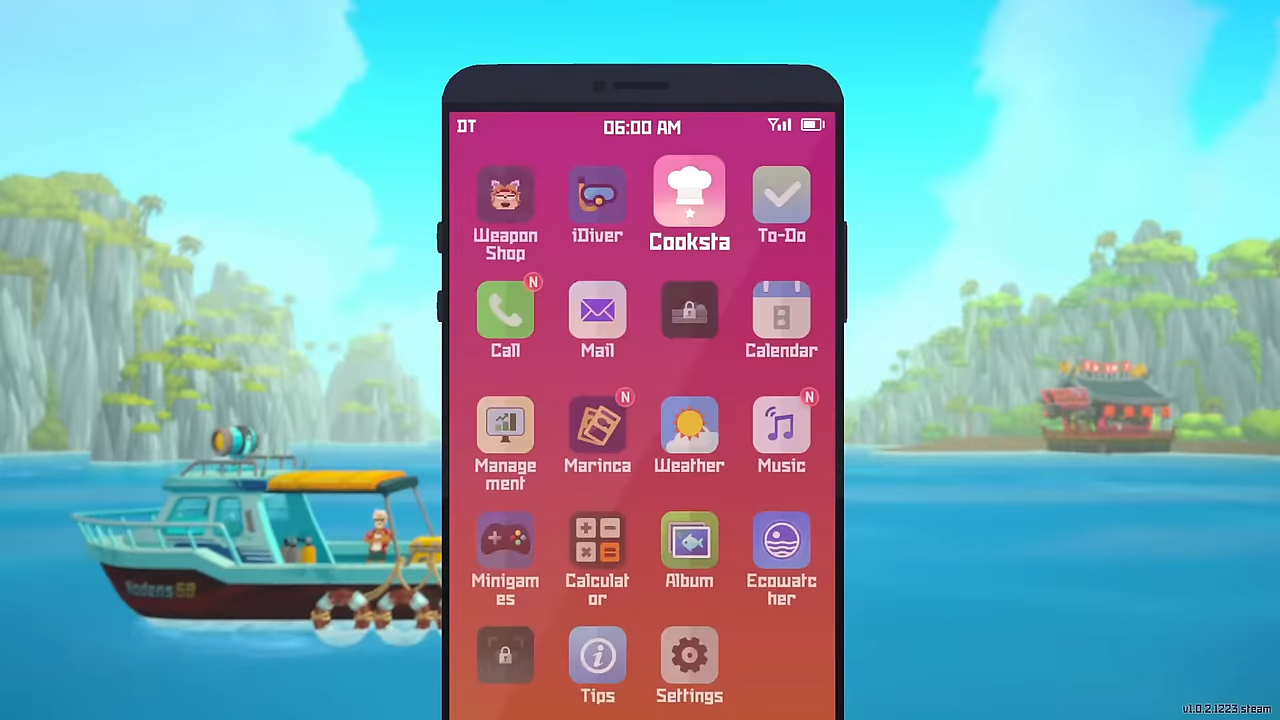 DT
06:00 AM
Weapon
Shop
iDiver
Cooksta
To-Do
N
Call
Mail
Calendar
N
N
Manage
ment
Marinca
Weather
Music
Minigam
es
Calculat
or
Album
Ecowatc
her
Tips
Settings
v1.0.2.1223.steam